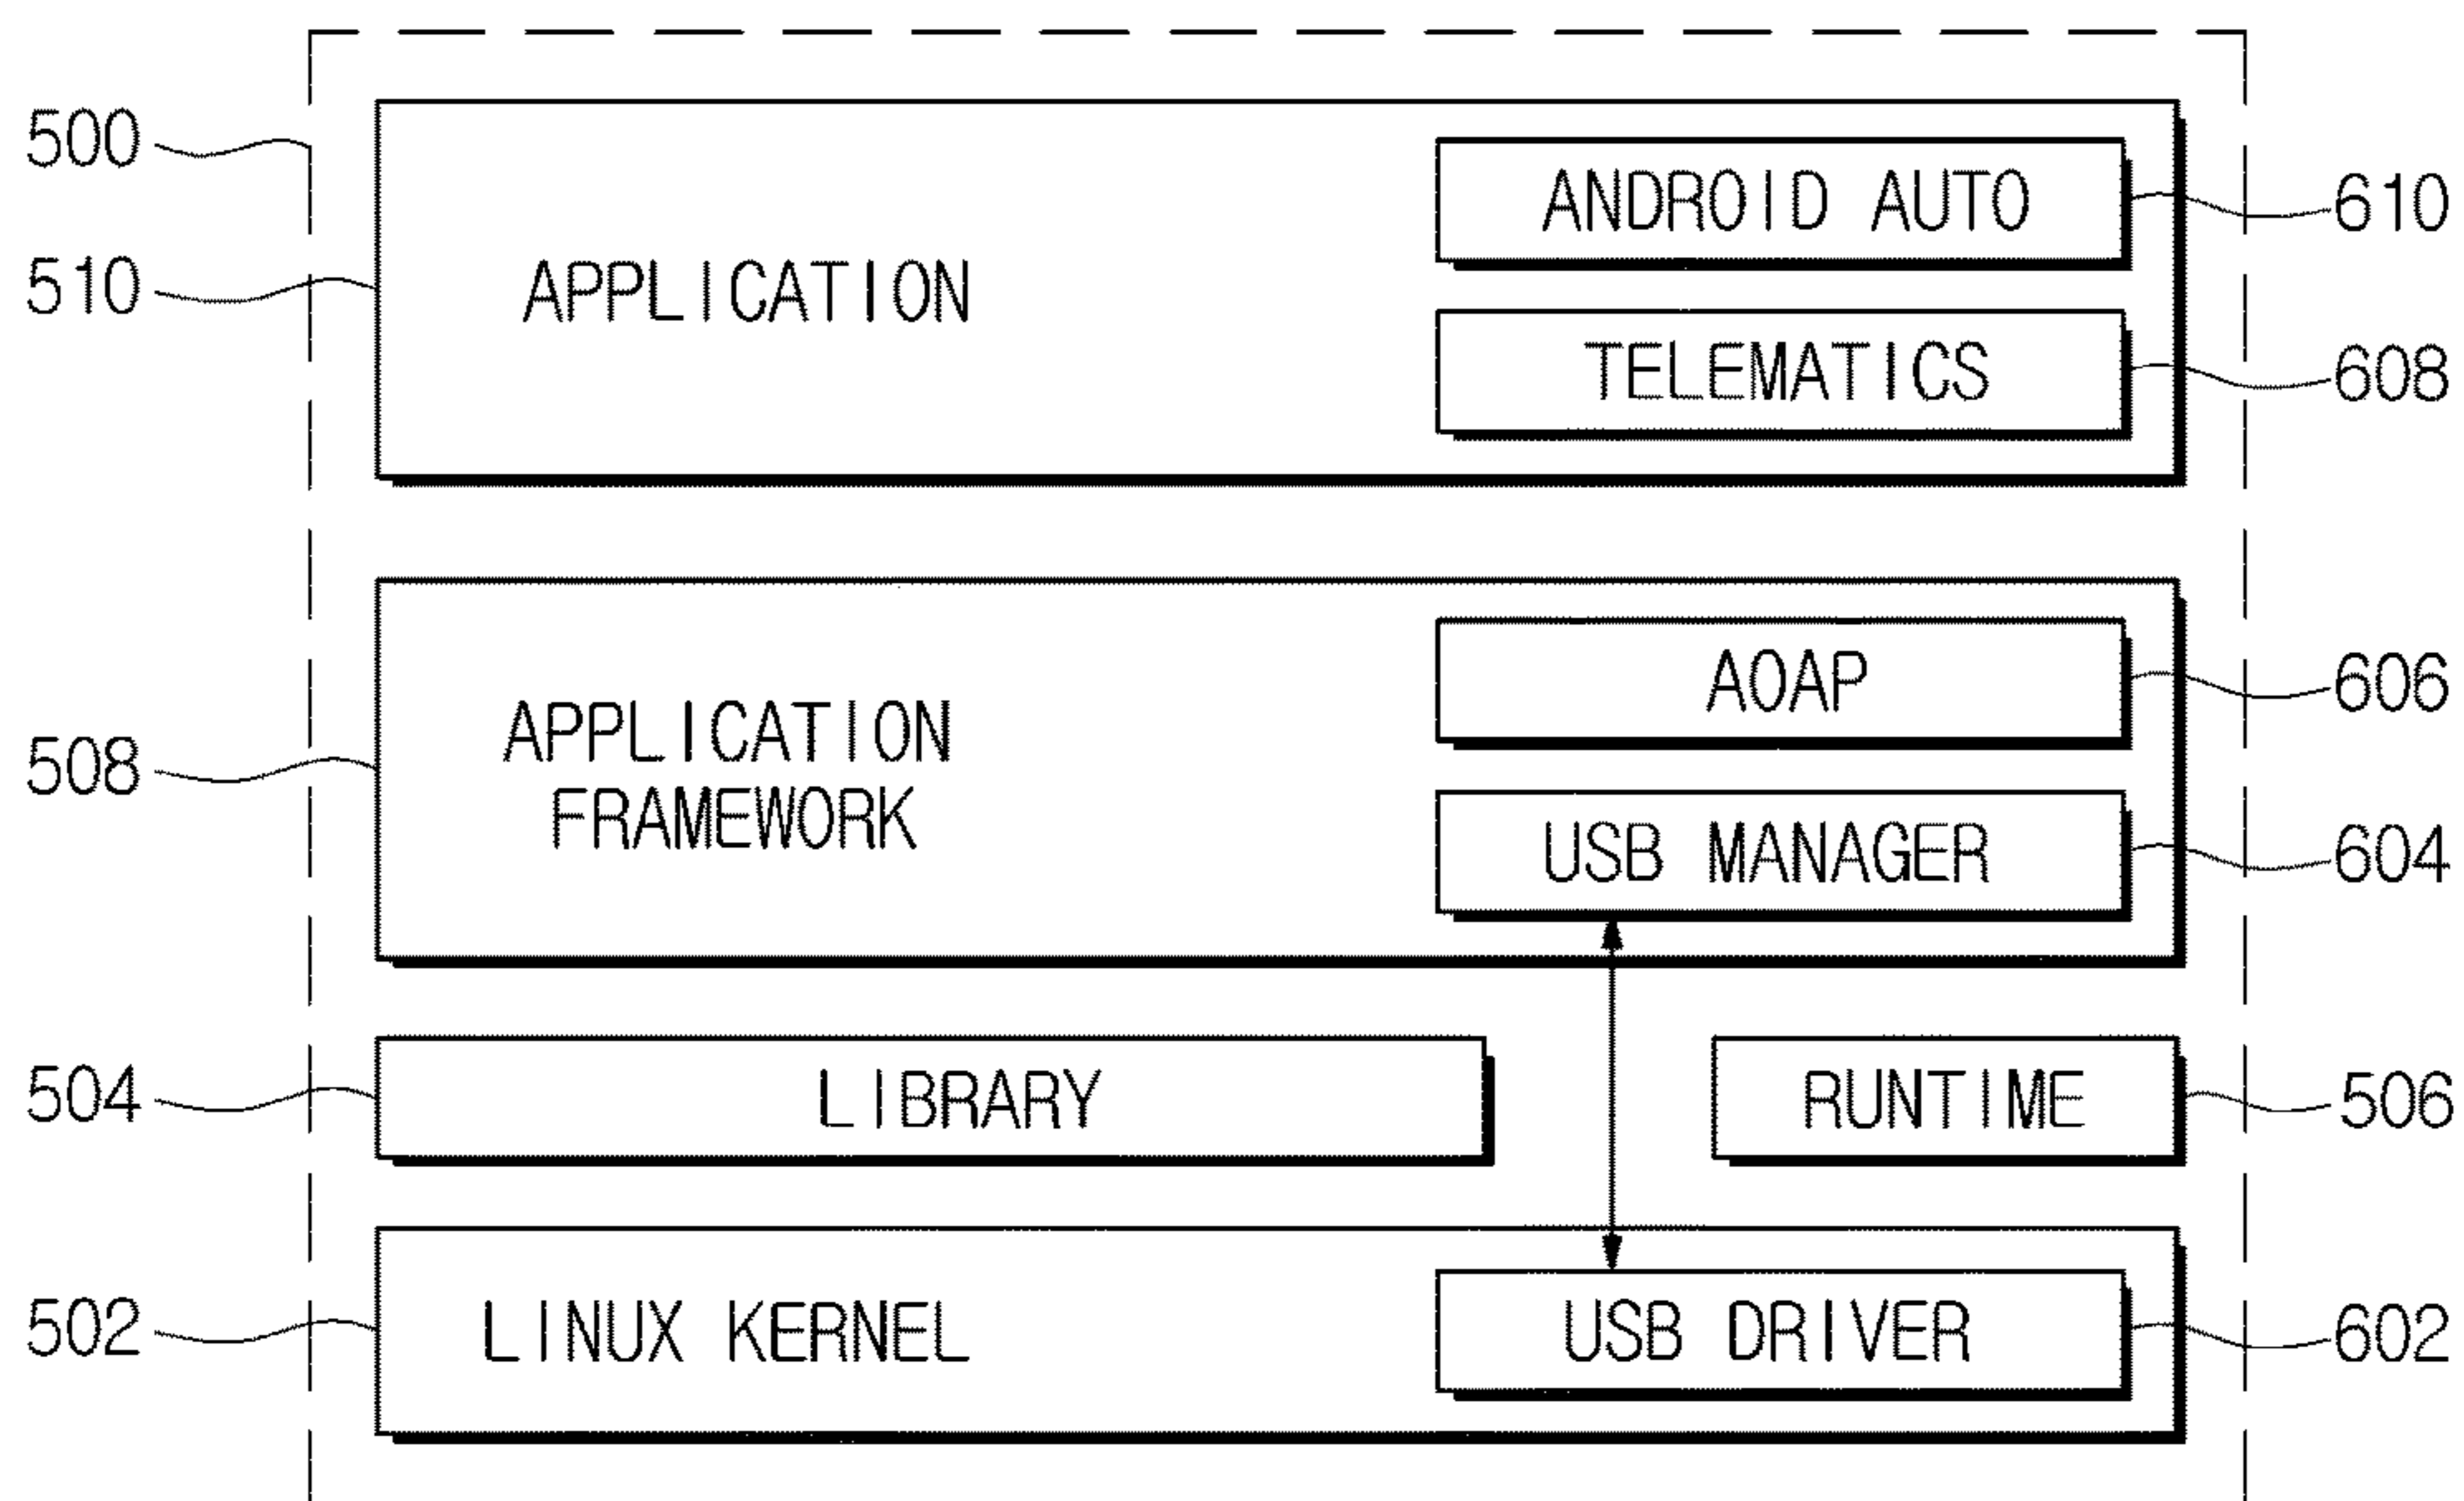 500
510
APPLICATION
ANDROID AUTO
610
TELEMATICS
608
508
APPLICATION
FRAMEWORK
AOAP
606
USB MANAGER
604
504
LIBRARY
RUNTIME
506
502
LINUX KERNEL
USB DRIVER
602